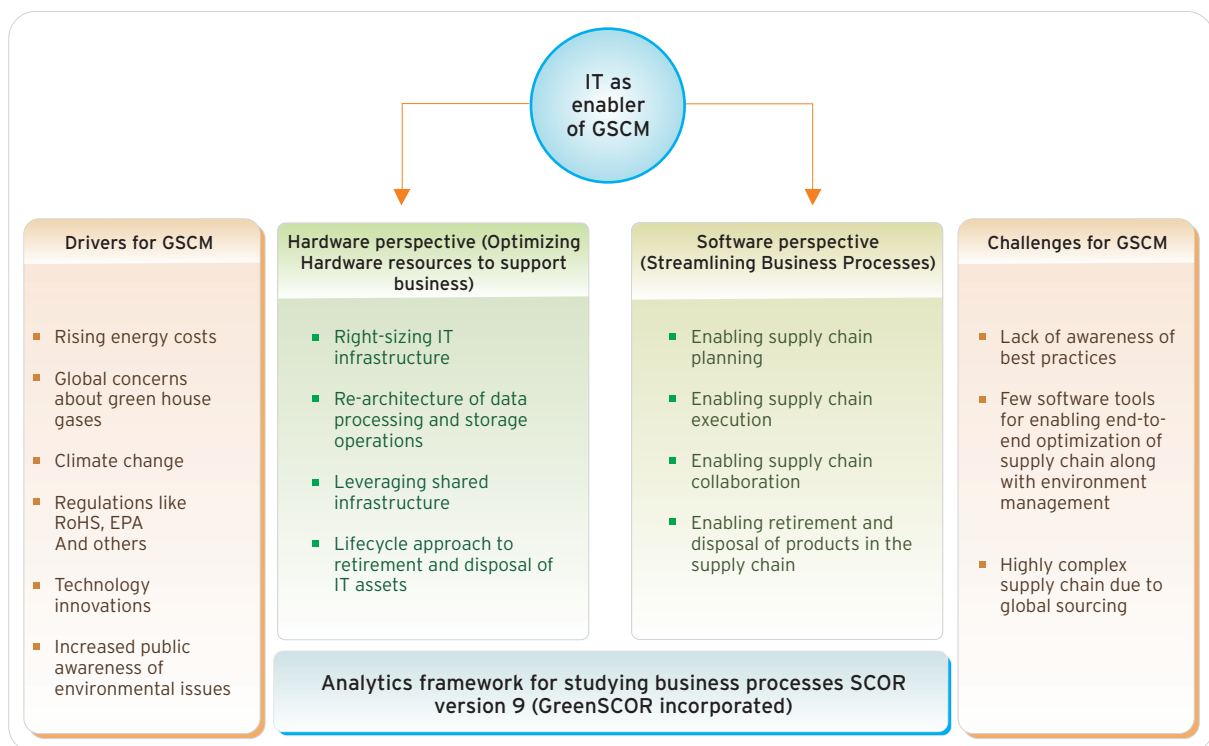 IT as
enabler
of GSCM
Drivers for GSCM
Rising energy costs
Global concerns
about green house
gases
Climate change
Regulations like
RoHS, EPA
And others
Technology
innovations
Increased public
awareness of
environmental issues
Hardware perspective (Optimizing
Hardware resources to support
business)
Right-sizing IT
infrastructure
Re-architecture of data
processing and storage
operations
Leveraging shared
infrastructure
Lifecycle approach to
retirement and disposal of
IT assets
Software perspective
(Streamlining Business Processes)
Enabling supply chain
planning
Enabling supply chain
execution
Enabling supply chain
collaboration
Enabling retirement and
disposal of products in the
supply chain
Challenges for GSCM
Lack of awareness of
best practices
Few software tools
for enabling end-to-
end optimization of
supply chain along
with environment
management
Highly complex
supply chain due to
global sourcing
Analytics framework for studying business processes SCOR
version 9 (GreenSCOR incorporated)